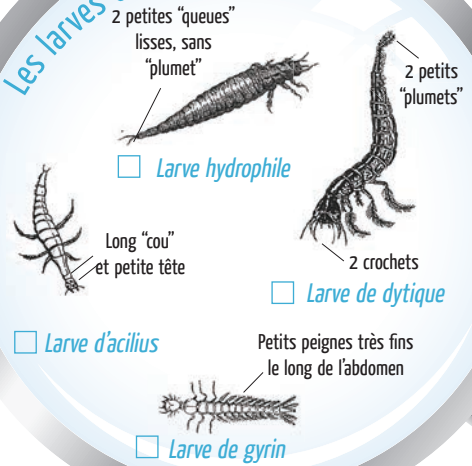 Les larves
2 petites “queues”
lisses, sans
“plumet”
2 petits
“plumets”
Larve hydrophile
Long “cou”
et petite tête
2 crochets
Larve de dytique
Larve d’acilius
Petits peignes très fins
le long de l’abdomen
Larve de gyrin